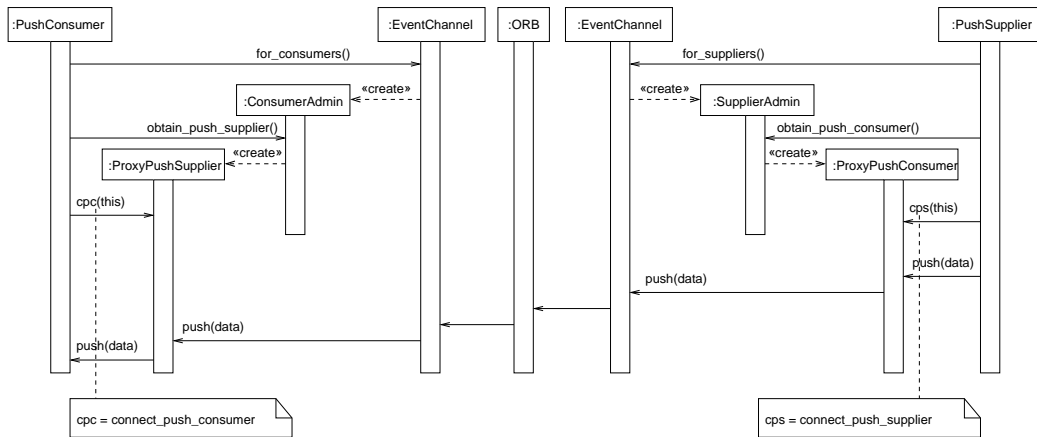 :PushConsumer
:EventChannel
:ORB
:EventChannel
:PushSupplier
for_consumers()
for_suppliers()
«create»
«create»
:ConsumerAdmin
:SupplierAdmin
obtain_push_supplier()
obtain_push_consumer()
«create»
«create»
:ProxyPushSupplier
:ProxyPushConsumer
cpc(this)
cps(this)
push(data)
push(data)
push(data)
push(data)
cpc = connect_push_consumer
cps = connect_push_supplier